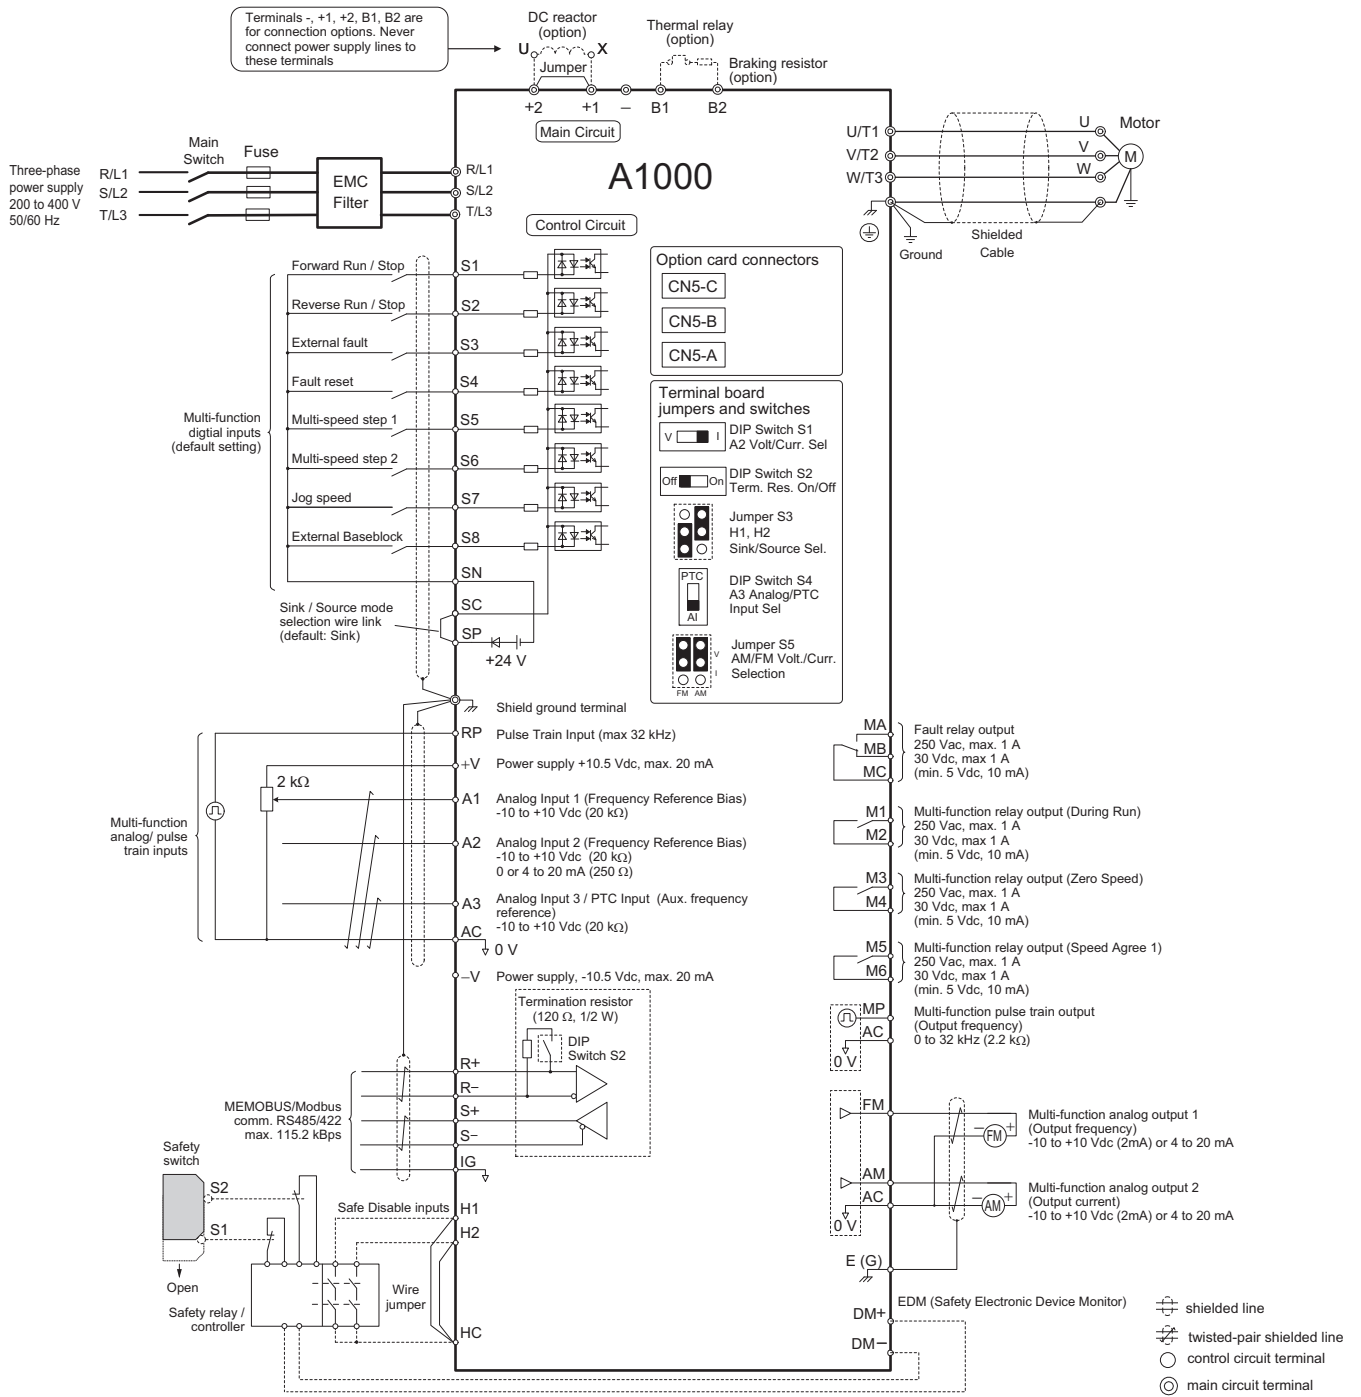 Terminals -, +1, +2, B1, B2 are
for connection options. Never
connect power supply lines to
these terminals
DC reactor
(option)
U
X
Jumper
Thermal relay
(option)
Braking resistor
(option)
+2
+1
–
B1
B2
Main Circuit
Main
Switch
Fuse
Three-phase
power supply
200 to 400 V
50/60 Hz
R/L1
S/L2
T/L3
EMC
Filter
R/L1
S/L2
T/L3
A1000
U/T1
V/T2
W/T3
U
V
W
Motor
M
Ground
Shielded
Cable
Control Circuit
Multi-function
digtial inputs
(default setting)
Forward Run / Stop
S1
Reverse Run / Stop
S2
External fault
S3
Fault reset
S4
Multi-speed step 1
S5
Multi-speed step 2
S6
Jog speed
S7
External Baseblock
S8
SN
SC
SP
+24 V
Sink / Source mode
selection wire link
(default: Sink)
Option card connectors
CN5-C
CN5-B
CN5-A
Terminal board
jumpers and switches
V
I
DIP Switch S1
A2 Volt/Curr. Sel
Off
On
DIP Switch S2
Term. Res. On/Off
Jumper S3
H1, H2
Sink/Source Sel.
PTC
AI
DIP Switch S4
A3 Analog/PTC
Input Sel
V
I
FM AM
Jumper S5
AM/FM Volt./Curr.
Selection
Shield ground terminal
Multi-function
analog/ pulse
train inputs
2 kΩ
RP
Pulse Train Input (max 32 kHz)
+V
Power supply +10.5 Vdc, max. 20 mA
A1
Analog Input 1 (Frequency Reference Bias)
-10 to +10 Vdc (20 kΩ)
A2
Analog Input 2 (Frequency Reference Bias)
-10 to +10 Vdc (20 kΩ)
0 or 4 to 20 mA (250 Ω)
A3
Analog Input 3 / PTC Input (Aux. frequency
reference)
-10 to +10 Vdc (20 kΩ)
AC
0 V
–V
Power supply, -10.5 Vdc, max. 20 mA
Termination resistor
(120 Ω, 1/2 W)
DIP
Switch S2
MEMOBUS/Modbus
comm. RS485/422
max. 115.2 kBps
R+
R–
S+
S–
IG
Safety
switch
S2
S1
Open
Safety relay /
controller
Safe Disable inputs
H1
H2
Wire
jumper
HC
MA
MB
MC
Fault relay output
250 Vac, max. 1 A
30 Vdc, max 1 A
(min. 5 Vdc, 10 mA)
M1
M2
Multi-function relay output (During Run)
250 Vac, max. 1 A
30 Vdc, max 1 A
(min. 5 Vdc, 10 mA)
M3
M4
Multi-function relay output (Zero Speed)
250 Vac, max. 1 A
30 Vdc, max 1 A
(min. 5 Vdc, 10 mA)
M5
M6
Multi-function relay output (Speed Agree 1)
250 Vac, max. 1 A
30 Vdc, max 1 A
(min. 5 Vdc, 10 mA)
MP
AC
0 V
Multi-function pulse train output
(Output frequency)
0 to 32 kHz (2.2 kΩ)
FM
– FM +
Multi-function analog output 1
(Output frequency)
-10 to +10 Vdc (2mA) or 4 to 20 mA
AM
AC
0 V
– AM +
Multi-function analog output 2
(Output current)
-10 to +10 Vdc (2mA) or 4 to 20 mA
E (G)
EDM (Safety Electronic Device Monitor)
DM+
DM–
shielded line
twisted-pair shielded line
control circuit terminal
main circuit terminal